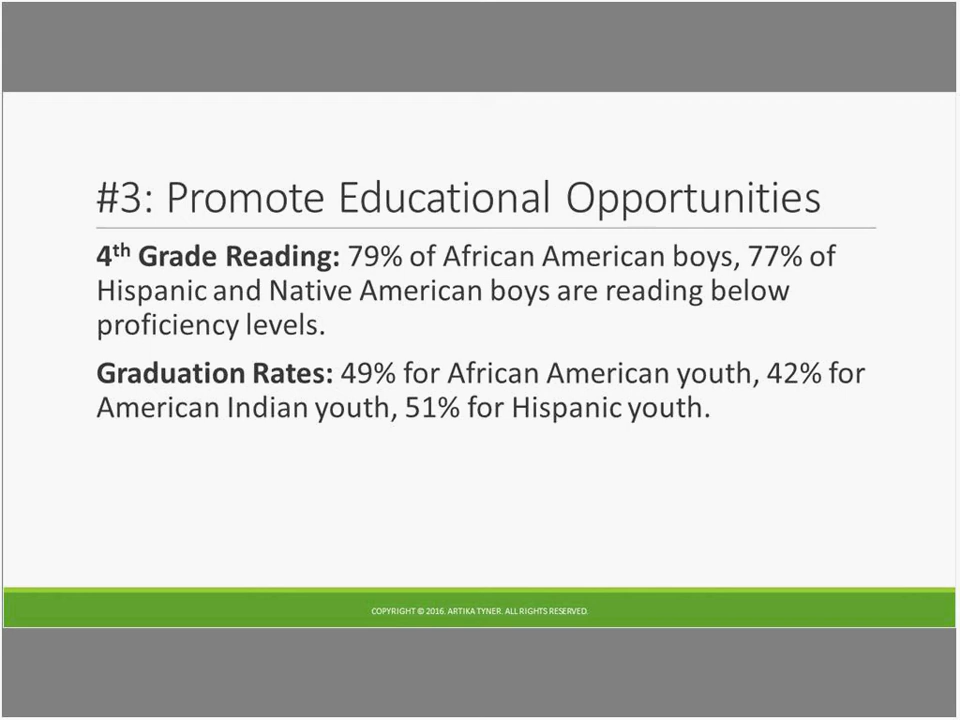 #3: Promote Educational Opportunities
4th Grade Reading: 79% of African American boys, 77% of
Hispanic and Native American boys are reading below
proficiency levels.
Graduation Rates: 49% for African American youth, 42% for
American Indian youth, 51% for Hispanic youth.
COPYRIGHT © 2016. ARTIKA TYNER. ALL RIGHTS RESERVED.